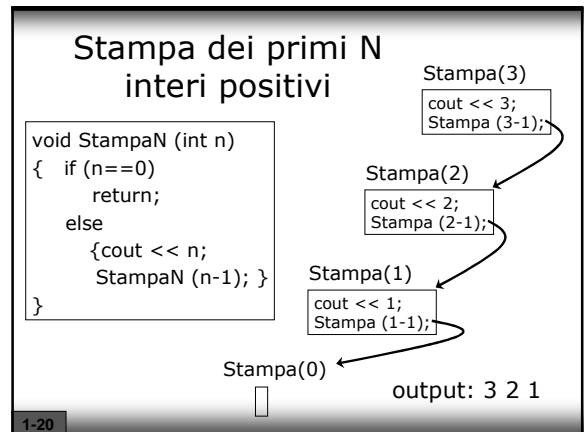 Stampa dei primi N
interi positivi
void StampaN (int n)
{ if (n==0)
return;
else
{cout << n;
StampaN (n-1); }
}
Stampa(3)
cout << 3;
Stampa (3-1);
Stampa(2)
cout << 2;
Stampa (2-1);
Stampa(1)
cout << 1;
Stampa (1-1);
Stampa(0)
output: 3 2 1
1-20